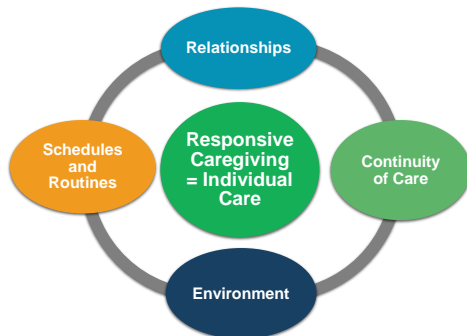 Relationships
Schedules
and
Routines
Responsive
Caregiving
= Individual
Care
Continuity
of Care
Environment